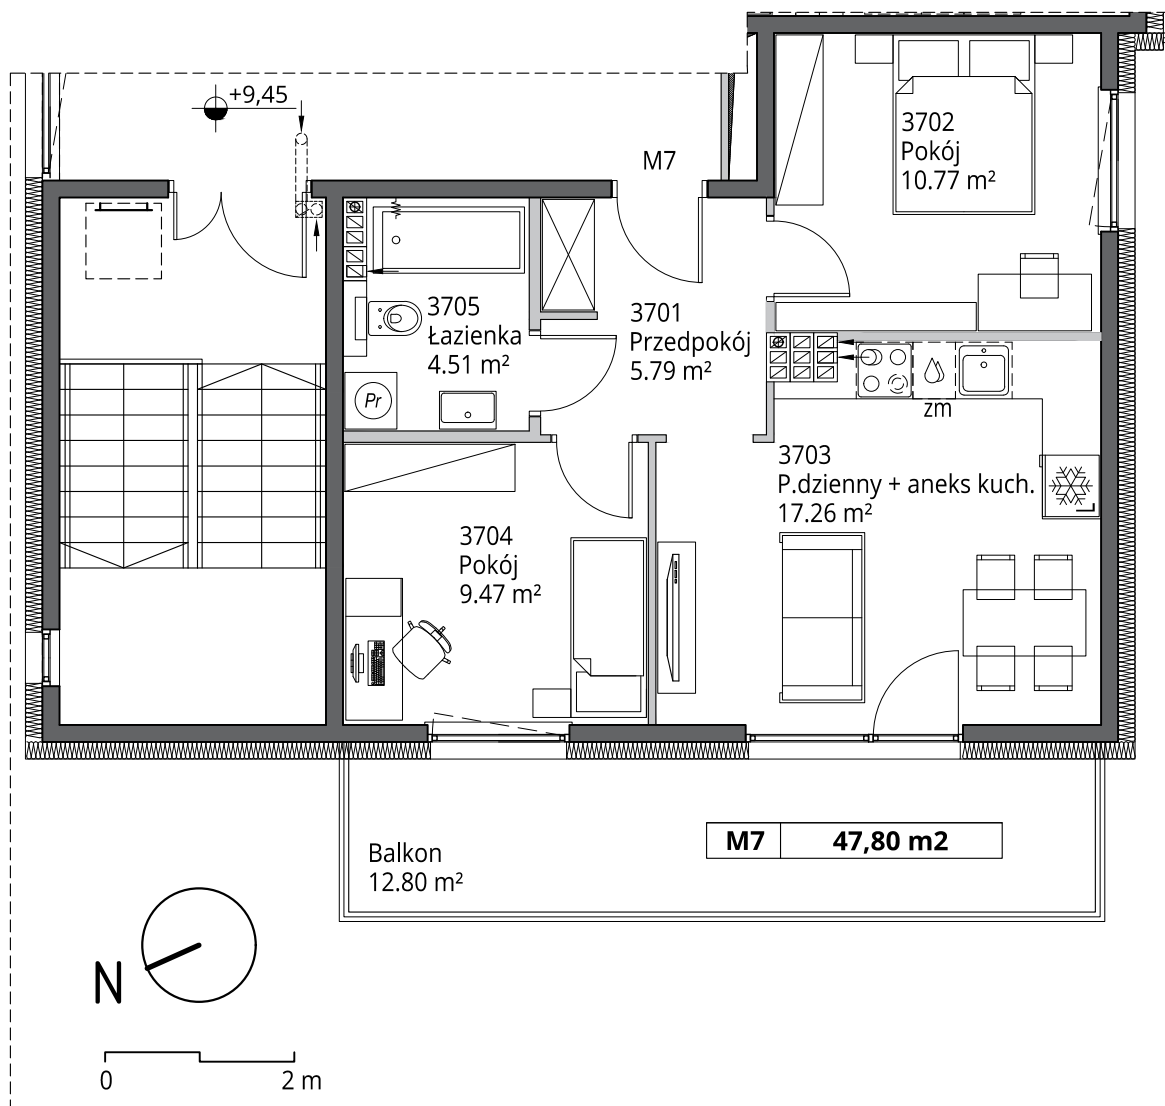 +9,45
M7
3702
Pokój
10.77 m²
3705
Łazienka
4.51 m²
3701
Przedpokój
5.79 m²
Pr
zm
3703
P.dzienny + aneks kuch.
17.26 m²
3704
Pokój
9.47 m²
M7 47,80 m2
Balkon
12.80 m²
N
0 2 m